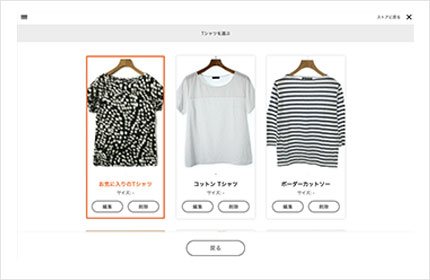 ストアに戻る ×
Tシャツを選ぶ
お気に入りのTシャツ
サイズ: -
編集 削除
コットン Tシャツ
サイズ: -
編集 削除
ボーダーカットソー
サイズ: -
編集 削除
戻る